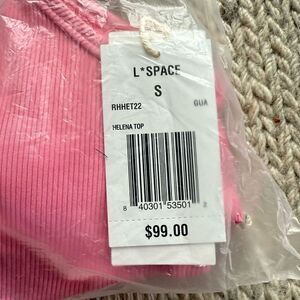 L*SPACE
S
RHHET22 GUA
HELENA TOP
8 40301 53501 2
$99.00